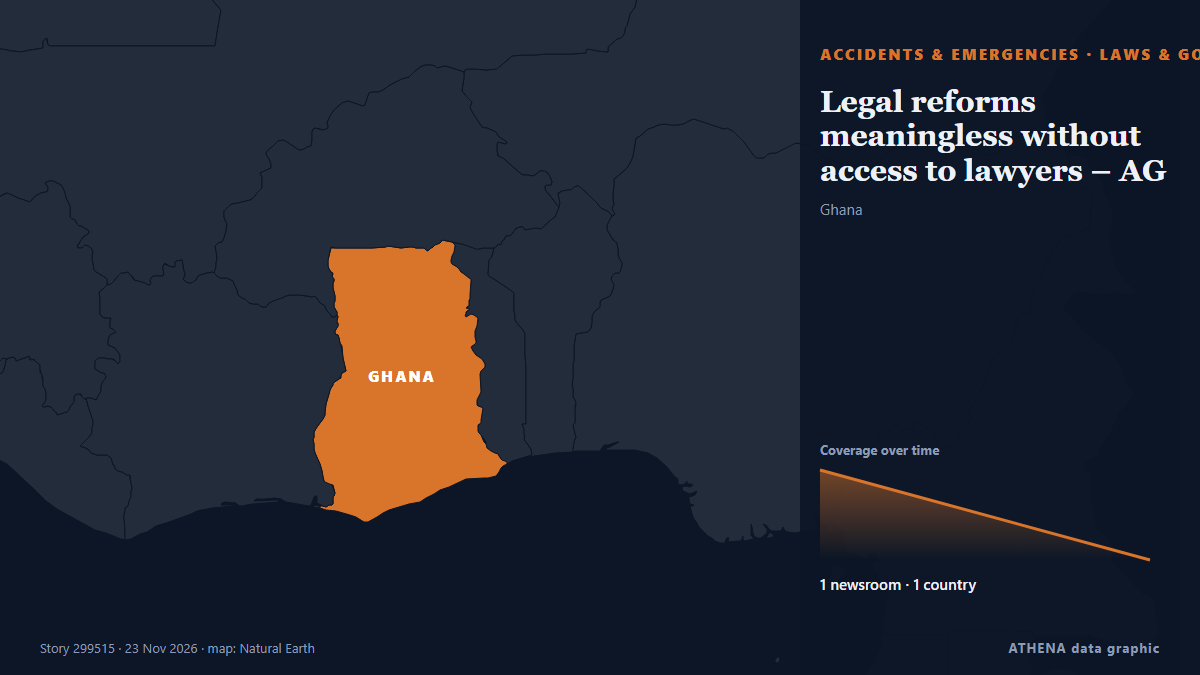 ACCIDENTS & EMERGENCIES · LAWS & GO
Legal reforms
meaningless without
access to lawyers – AG
Ghana
GHANA
Coverage over time
1 newsroom · 1 country
Story 299515 · 23 Nov 2026 · map: Natural Earth
ATHENA data graphic